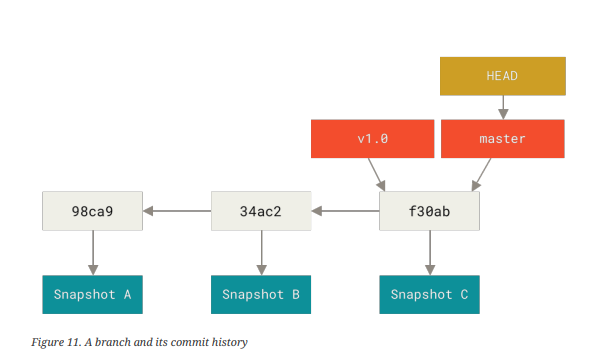 HEAD
v1.0 master
98ca9 34ac2 f30ab
Snapshot A Snapshot B Snapshot C
Figure 11. A branch and its commit history